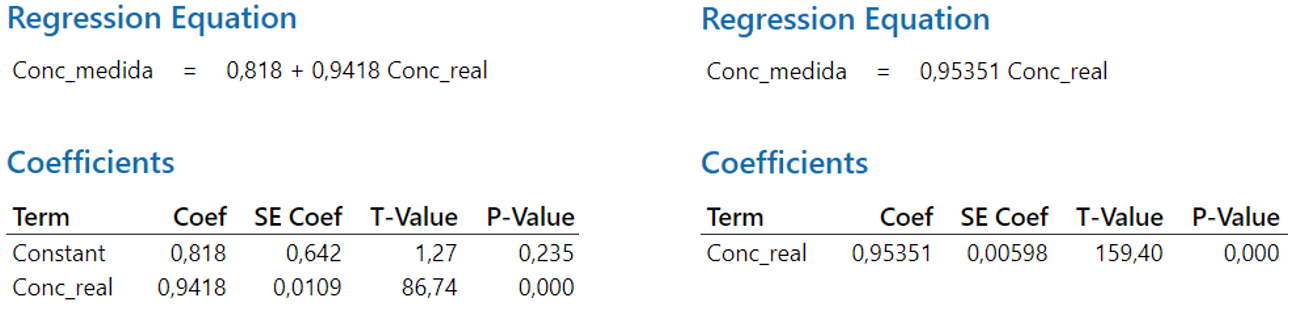 Regression Equation
Conc_medida = 0,818 + 0,9418 Conc_real
Coefficients
Term Coef SE Coef T-Value P-Value
Constant 0,818 0,642 1,27 0,235
Conc_real 0,9418 0,0109 86,74 0,000
Regression Equation
Conc_medida = 0,95351 Conc_real
Coefficients
Term Coef SE Coef T-Value P-Value
Conc_real 0,95351 0,00598 159,40 0,000